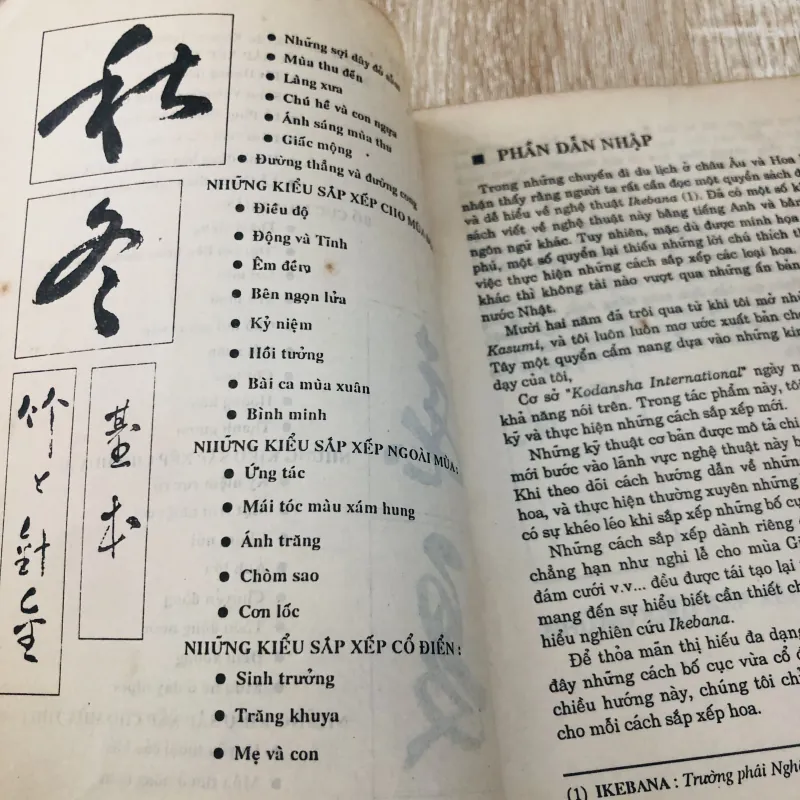 秋
冬
竹と針金
基本
● Những sợi dây đỏ
● Mùa thu đến
● Làng xưa
● Chú hề và con ngựa
● Ánh sáng mùa thu
● Giấc mộng
● Đường thẳng và đường cong
NHỮNG KIỂU SẮP XẾP CHO MÙA
● Điều độ
● Động và Tĩnh
● Êm đềm
● Bên ngọn lửa
● Kỷ niệm
● Hồi tưởng
● Bài ca mùa xuân
● Bình minh
NHỮNG KIỂU SẮP XẾP NGOÀI MÙA :
● Ứng tác
● Mái tóc màu xám hung
● Ánh trăng
● Chòm sao
● Cơn lốc
NHỮNG KIỂU SẮP XẾP CỔ ĐIỂN :
● Sinh trưởng
● Trăng khuya
● Mẹ và con
■ PHẦN DẪN NHẬP
Trong những chuyến đi du lịch ở châu Âu và Hoa
nhận thấy rằng người ta rất cần đọc một quyển sách
và dễ hiểu về nghệ thuật Ikebana (1). Đã có một số
sách viết về nghệ thuật này bằng tiếng Anh và
ngôn ngữ khác. Tuy nhiên, mặc dù được minh họa
phú, một số quyển lại thiếu những lời chú thích
việc thực hiện những cách sắp xếp các loại hoa.
khác thì không tài nào vượt qua những ấn bản
nước Nhật.
Mười hai năm đã trôi qua từ khi tôi mở
Kasumi, và tôi luôn luôn mơ ước xuất bản cho
Tây một quyển cẩm nang dựa vào những
dạy của tôi,
Cơ sở "Kodansha International" ngày
khả năng nói trên. Trong tác phẩm này,
kỹ và thực hiện những cách sắp xếp mới.
Những kỹ thuật cơ bản được mô tả chi
mới bước vào lãnh vực nghệ thuật này
Khi theo dõi cách hướng dẫn về những
hoa, và thực hiện thường xuyên những
có sự khéo léo khi sắp xếp những bố cục
Những cách sắp xếp dành riêng
chẳng hạn như nghi lễ cho mùa
đám cưới v.v... đều được tái tạo lại
mang đến sự hiểu biết cần thiết
hiểu nghiên cứu Ikebana.
Để thỏa mãn thị hiếu đa dạng
đây những cách bố cục vừa cổ
chiều hướng này, chúng tôi chỉ
cho mỗi cách sắp xếp hoa.
(1) IKEBANA : Trường phái